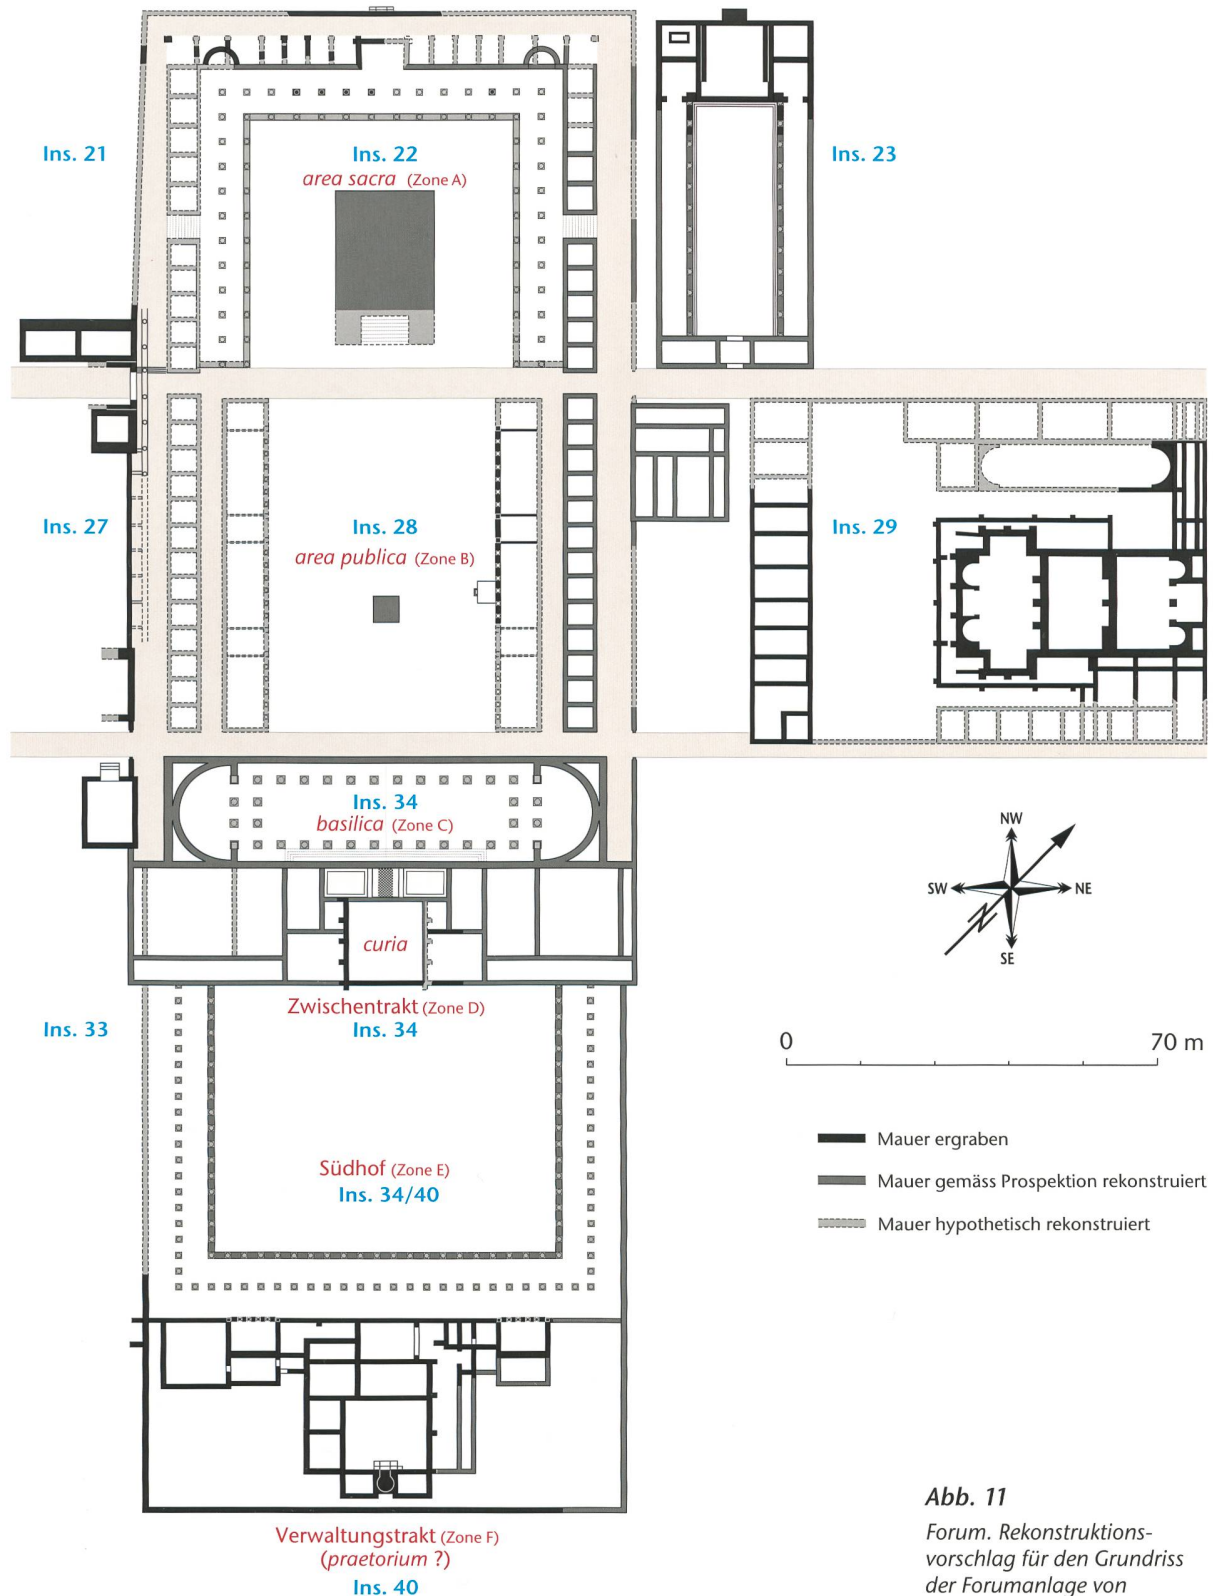 Ins. 21
Ins. 22
area sacra (Zone A)
Ins. 23
Ins. 27
Ins. 28
area publica (Zone B)
Ins. 29
Ins. 34
basilica (Zone C)
NW
SW
NE
SE
N
curia
Zwischentrakt (Zone D)
Ins. 34
Ins. 33
0
70 m
Mauer ergraben
Mauer gemäss Prospektion rekonstruiert
Mauer hypothetisch rekonstruiert
Südhof (Zone E)
Ins. 34/40
Verwaltungstrakt (Zone F)
(praetorium ?)
Ins. 40
Abb. 11
Forum. Rekonstruktions-
vorschlag für den Grundriss
der Forumanlage von